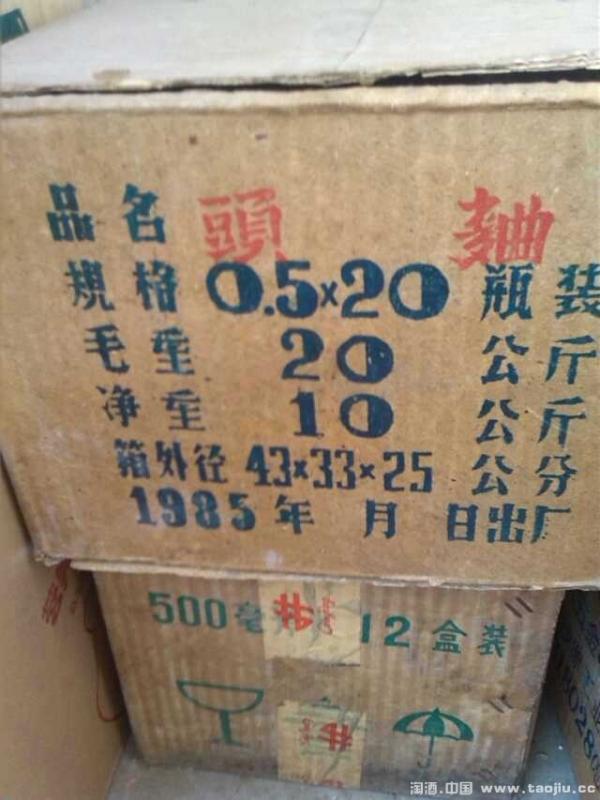 品名 頭 麯
規格 0.5×20 瓶装
毛重 20 公斤
净重 10 公斤
箱外径 43×33×25 公分
1985年 月 日出厂
500毫 12盒装
淘酒.中国 www.taojiu.cc